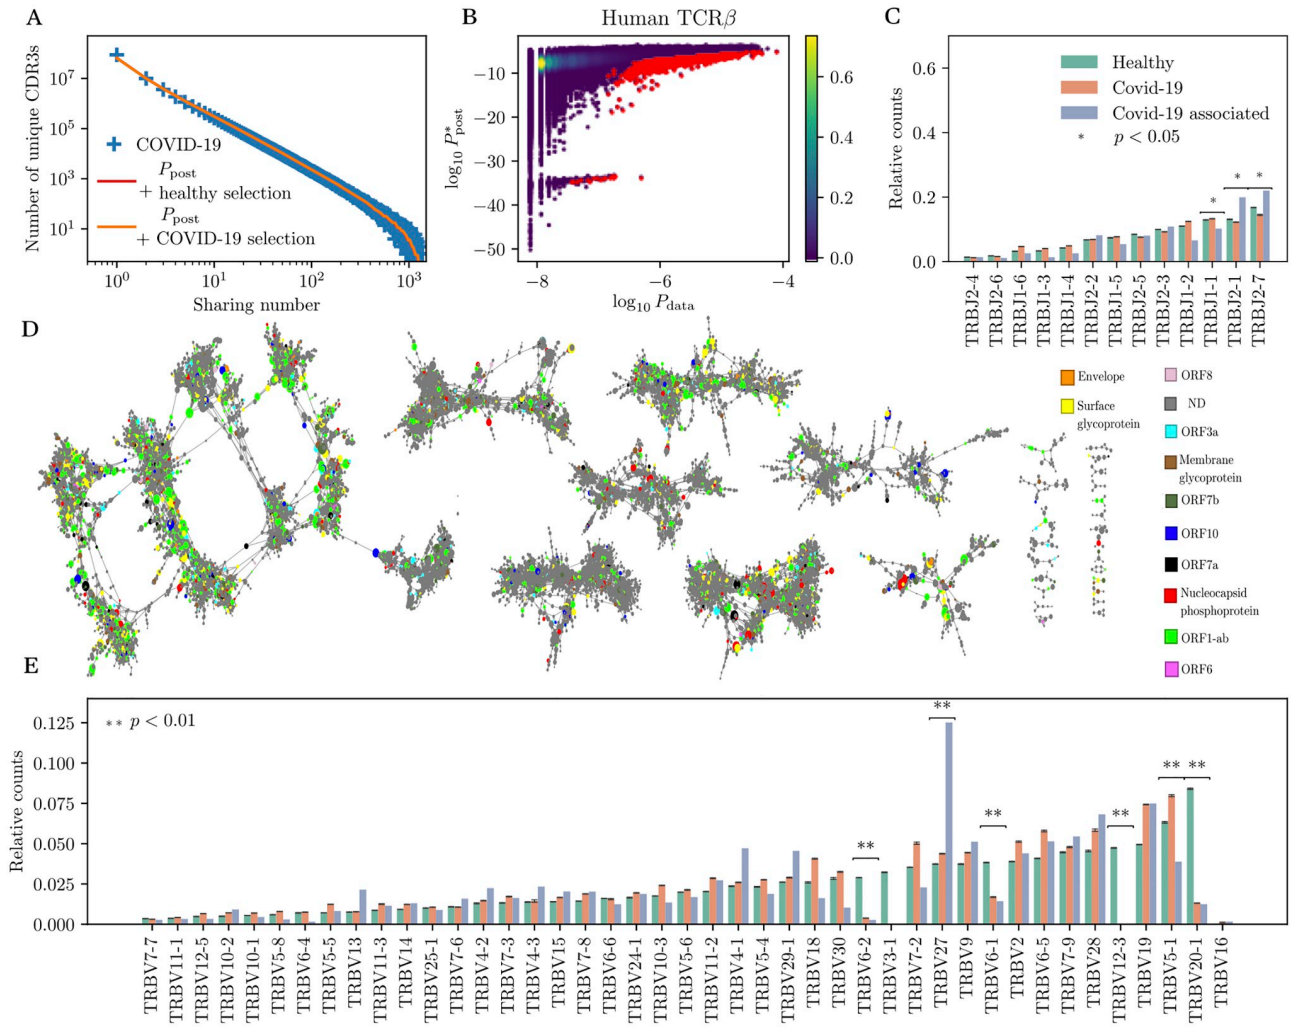 A
Number of unique CDR3s
10^7
10^5
10^3
10^1
COVID-19
P_post
+ healthy selection
P_post
+ COVID-19 selection
10^0
10^1
10^2
10^3
Sharing number
B
Human TCRβ
log10 P*post
−10
−20
−30
−40
−50
−8
−6
−4
log10 Pdata
0.6
0.4
0.2
0.0
C
Relative counts
0.6
0.4
0.2
0.0
Healthy
Covid-19
Covid-19 associated
* p < 0.05
*
* *
TRBJ2-4
TRBJ2-6
TRBJ1-6
TRBJ1-3
TRBJ1-4
TRBJ2-2
TRBJ1-5
TRBJ2-5
TRBJ2-3
TRBJ1-2
TRBJ1-1
TRBJ2-1
TRBJ2-7
D
Envelope
Surface
glycoprotein
ORF8
ND
ORF3a
Membrane
glycoprotein
ORF7b
ORF10
ORF7a
Nucleocapsid
phosphoprotein
ORF1-ab
ORF6
E
Relative counts
0.125
0.100
0.075
0.050
0.025
0.000
** p < 0.01
**
**
**
**
** **
TRBV7-7
TRBV11-1
TRBV12-5
TRBV10-2
TRBV10-1
TRBV5-8
TRBV6-4
TRBV5-5
TRBV13
TRBV11-3
TRBV14
TRBV25-1
TRBV7-6
TRBV4-2
TRBV7-3
TRBV4-3
TRBV15
TRBV7-8
TRBV6-6
TRBV24-1
TRBV10-3
TRBV5-6
TRBV11-2
TRBV4-1
TRBV5-4
TRBV29-1
TRBV18
TRBV30
TRBV6-2
TRBV3-1
TRBV7-2
TRBV27
TRBV9
TRBV6-1
TRBV2
TRBV6-5
TRBV7-9
TRBV28
TRBV12-3
TRBV19
TRBV5-1
TRBV20-1
TRBV16